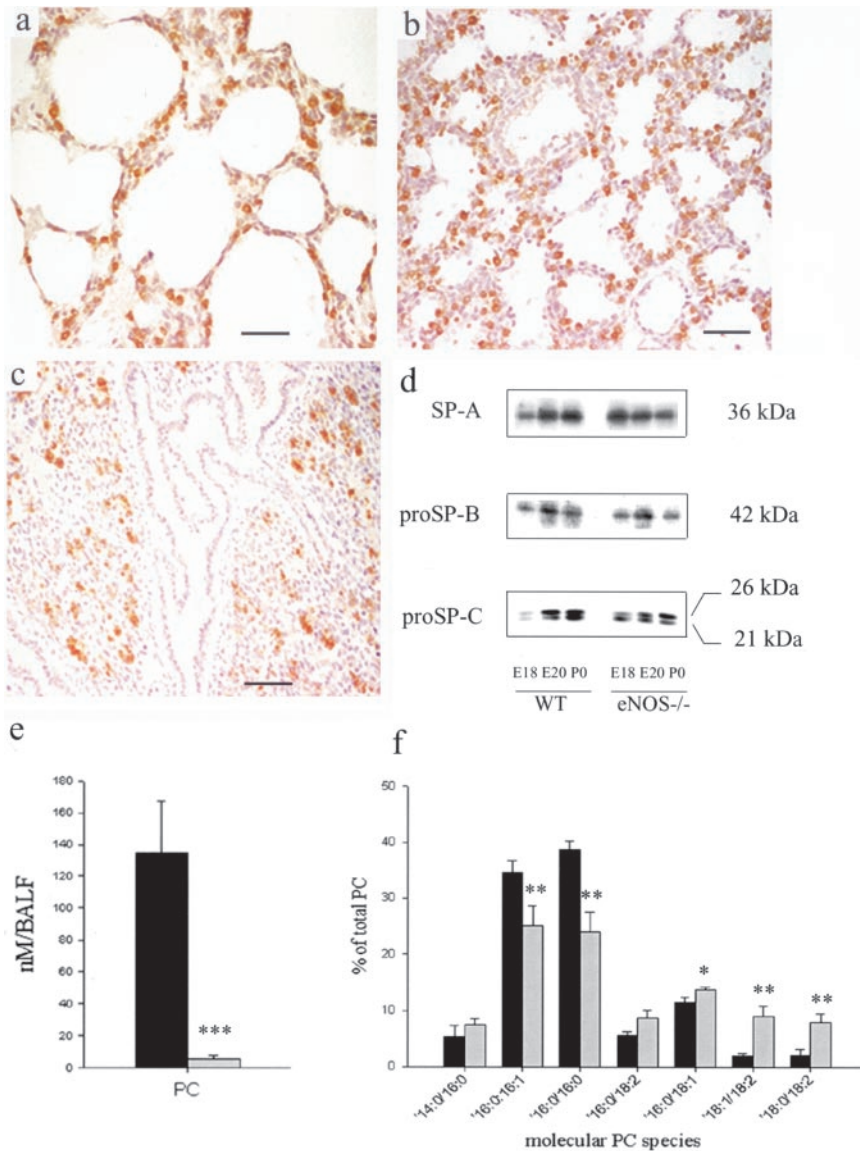 a
b
c
d
SP-A
36 kDa
proSP-B
42 kDa
proSP-C
26 kDa
21 kDa
E18 E20 P0
WT
eNOS-/-
e
nM/BALF
180
160
140
120
100
80
60
40
20
0
***
PC
f
% of total PC
50
40
30
20
10
0
**
**
*
**
**
'14:0/16:0
'16:0:16:1
'16:0/16:0
'16:0/18:2
'16:0/18:1
'18:1/18:2
'18:0/18:2
molecular PC species